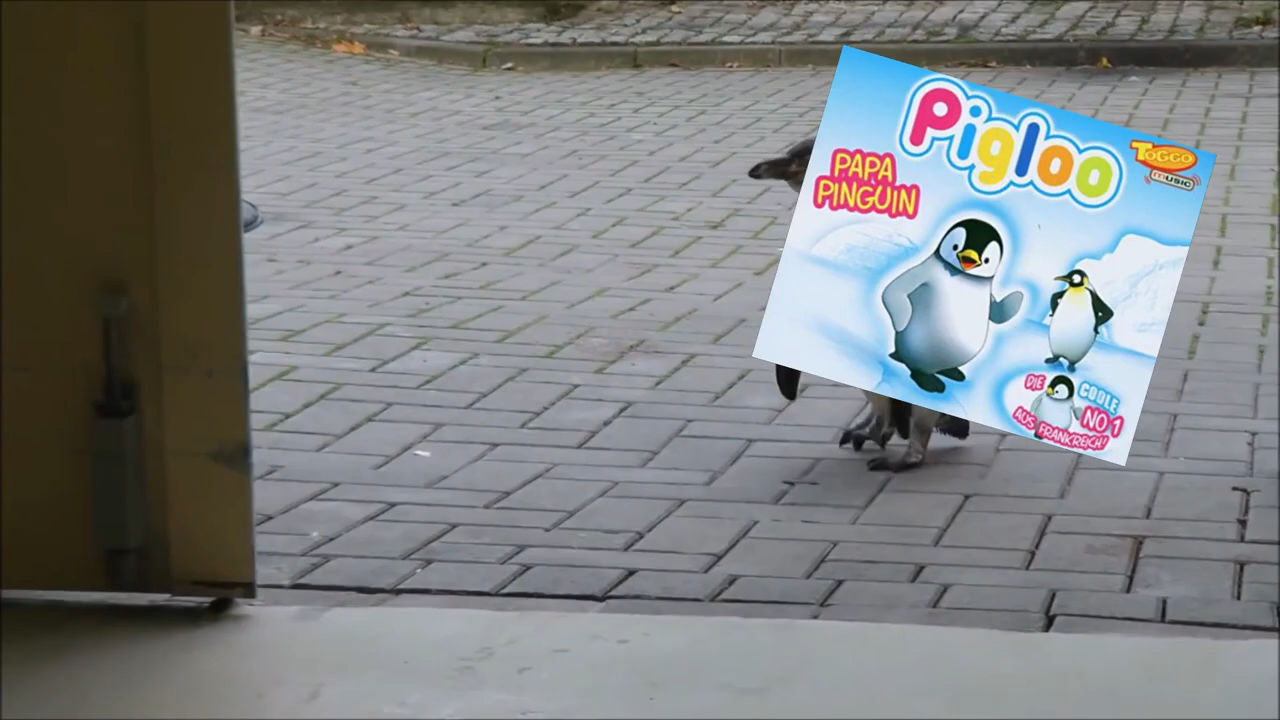 Pigloo
TOGGO
music
PAPA
PINGUIN
DIE
COOLE
NO 1
AUS FRANKREICH!